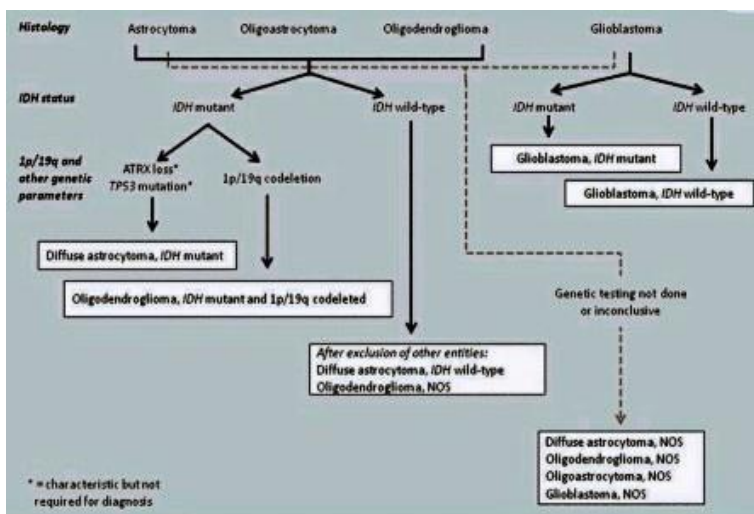 Histology
Astrocytoma
Oligoastrocytoma
Oligodendroglioma
Glioblastoma
IDH status
IDH mutant
IDH wild-type
IDH mutant
IDH wild-type
1p/19q and
other genetic
parameters
ATRX loss*
TP53 mutation*
1p/19q codeletion
Glioblastoma, IDH mutant
Glioblastoma, IDH wild-type
Diffuse astrocytoma, IDH mutant
Oligodendroglioma, IDH mutant and 1p/19q codeleted
Genetic testing not done
or inconclusive
After exclusion of other entities:
Diffuse astrocytoma, IDH wild-type
Oligodendroglioma, NOS
Diffuse astrocytoma, NOS
Oligodendroglioma, NOS
Oligoastrocytoma, NOS
Glioblastoma, NOS
* = characteristic but not
required for diagnosis